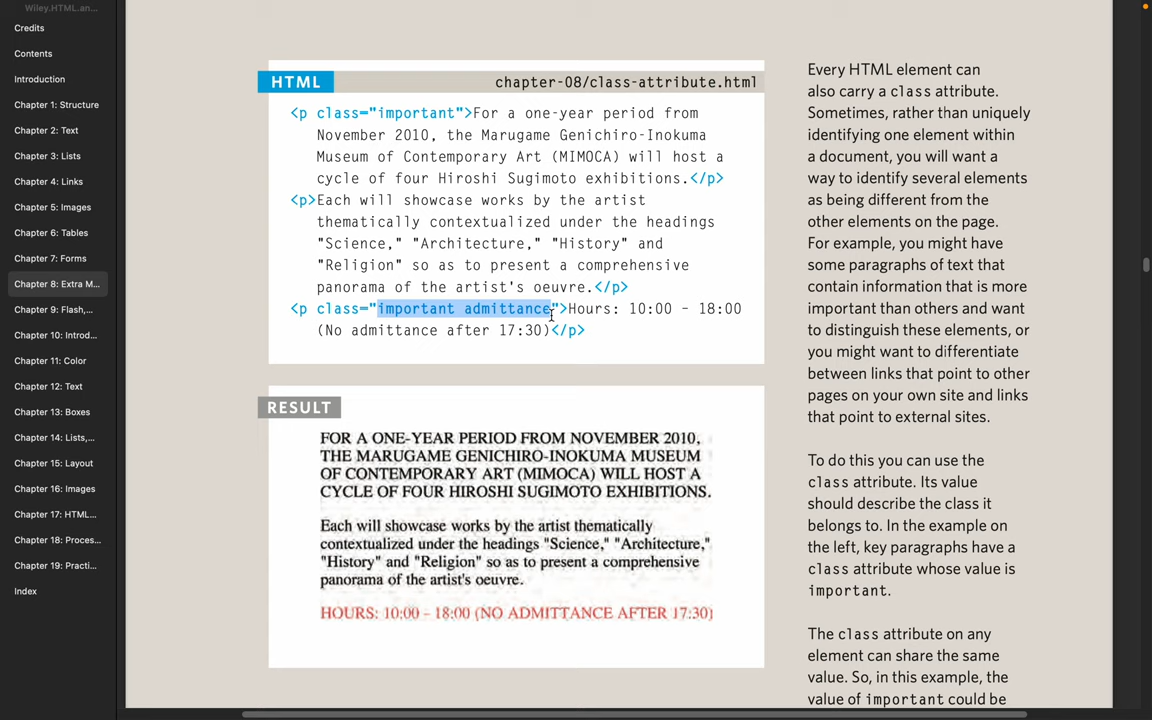 Wiley.HTML.an...
Credits
Contents
Introduction
Chapter 1: Structure
Chapter 2: Text
Chapter 3: Lists
Chapter 4: Links
Chapter 5: Images
Chapter 6: Tables
Chapter 7: Forms
Chapter 8: Extra M...
Chapter 9: Flash,...
Chapter 10: Introd...
Chapter 11: Color
Chapter 12: Text
Chapter 13: Boxes
Chapter 14: Lists,...
Chapter 15: Layout
Chapter 16: Images
Chapter 17: HTML...
Chapter 18: Proces...
Chapter 19: Practi...
Index
HTML
chapter-08/class-attribute.html
<p class="important">For a one-year period from
November 2010, the Marugame Genichiro-Inokuma
Museum of Contemporary Art (MIMOCA) will host a
cycle of four Hiroshi Sugimoto exhibitions.</p>
<p>Each will showcase works by the artist
thematically contextualized under the headings
"Science," "Architecture," "History" and
"Religion" so as to present a comprehensive
panorama of the artist's oeuvre.</p>
<p class="important admittance">Hours: 10:00 – 18:00
(No admittance after 17:30)</p>
RESULT
FOR A ONE-YEAR PERIOD FROM NOVEMBER 2010,
THE MARUGAME GENICHIRO-INOKUMA MUSEUM
OF CONTEMPORARY ART (MIMOCA) WILL HOST A
CYCLE OF FOUR HIROSHI SUGIMOTO EXHIBITIONS.
Each will showcase works by the artist thematically
contextualized under the headings "Science," "Architecture,"
"History" and "Religion" so as to present a comprehensive
panorama of the artist's oeuvre.
HOURS: 10:00 – 18:00 (NO ADMITTANCE AFTER 17:30)
Every HTML element can
also carry a class attribute.
Sometimes, rather than uniquely
identifying one element within
a document, you will want a
way to identify several elements
as being different from the
other elements on the page.
For example, you might have
some paragraphs of text that
contain information that is more
important than others and want
to distinguish these elements, or
you might want to differentiate
between links that point to other
pages on your own site and links
that point to external sites.
To do this you can use the
class attribute. Its value
should describe the class it
belongs to. In the example on
the left, key paragraphs have a
class attribute whose value is
important.
The class attribute on any
element can share the same
value. So, in this example, the
value of important could be